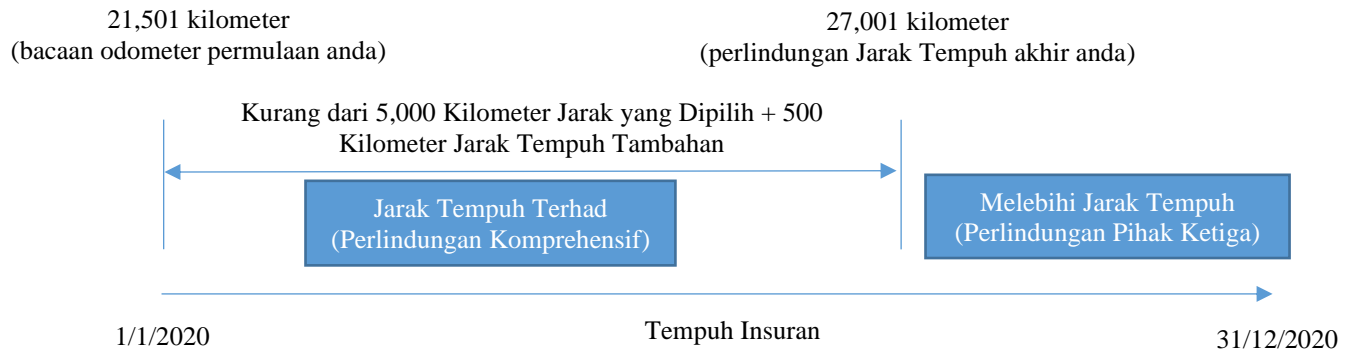 21,501 kilometer
(bacaan odometer permulaan anda)
27,001 kilometer
(perlindungan Jarak Tempuh akhir anda)
Kurang dari 5,000 Kilometer Jarak yang Dipilih + 500
Kilometer Jarak Tempuh Tambahan
Jarak Tempuh Terhad
(Perlindungan Komprehensif)
Melebihi Jarak Tempuh
(Perlindungan Pihak Ketiga)
1/1/2020
Tempuh Insuran
31/12/2020